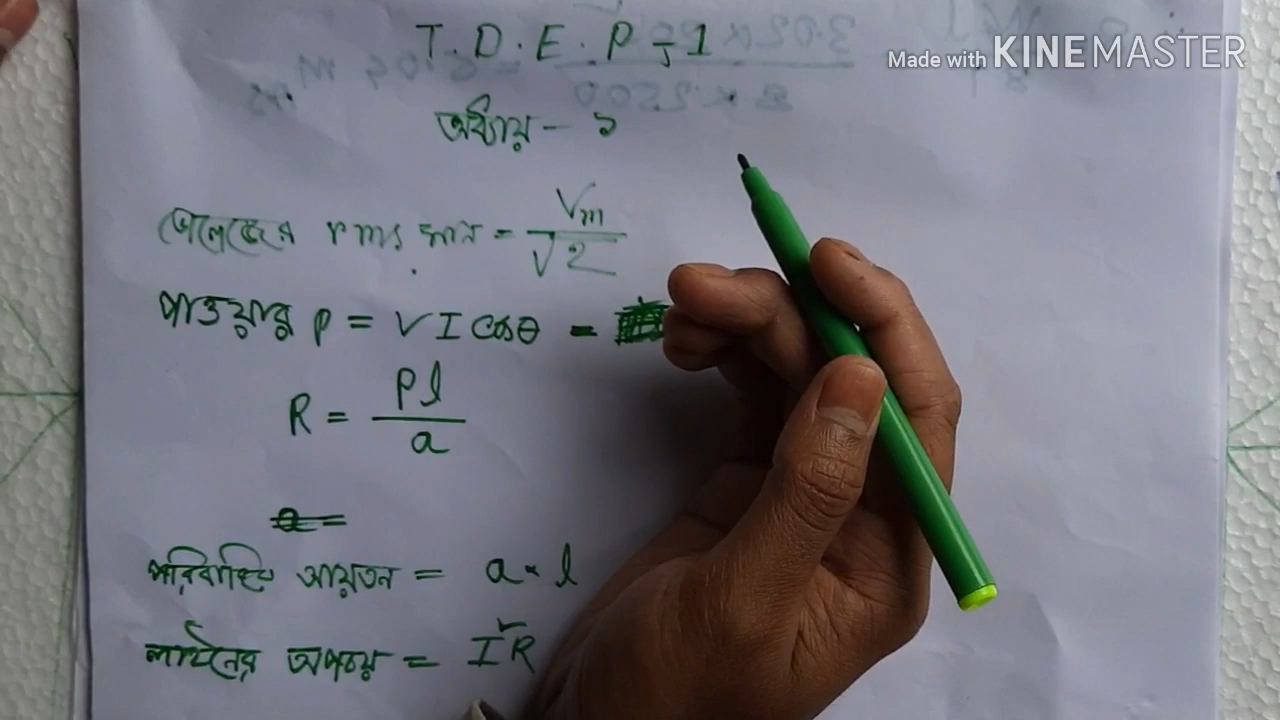 T.D.E.P-1
Made with KINEMASTER
অধ্যায় - ১
ভোল্টেজের rms মান = Vm/√2
পাওয়ার P = VI cosθ =
R = ρl/a
a =
পরিবাহির আয়তন = a × l
লাইনের অপচয় = I²R